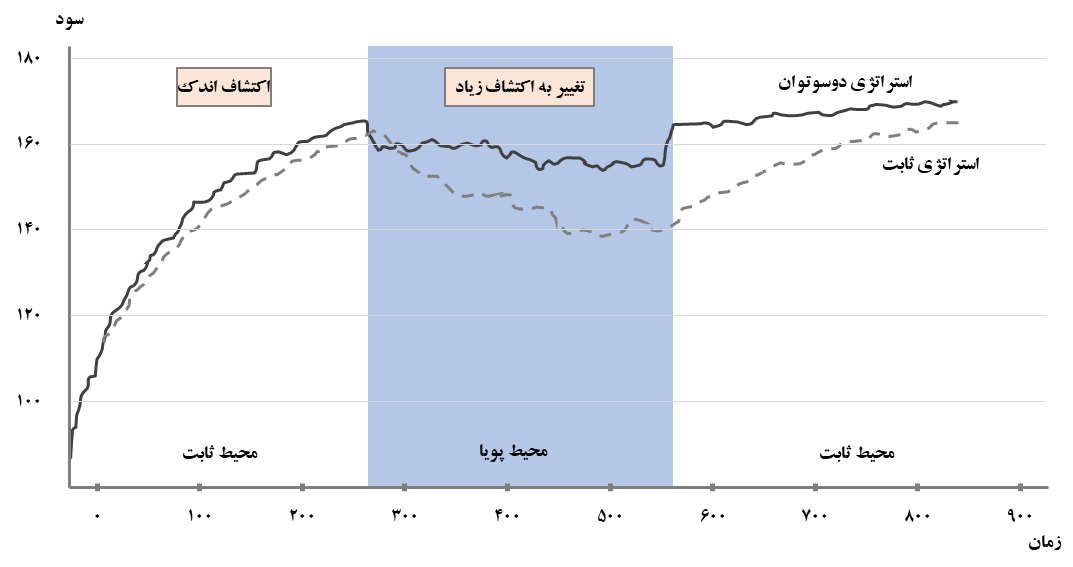 سود
۱۸۰
۱۶۰
۱۴۰
۱۲۰
۱۰۰
اکتشاف اندک
تغییر به اکتشاف زیاد
استراتژی دوسوتوان
استراتژی ثابت
محیط ثابت
محیط پویا
محیط ثابت
۰
۱۰۰
۲۰۰
۳۰۰
۴۰۰
۵۰۰
۶۰۰
۷۰۰
۸۰۰
۹۰۰
زمان